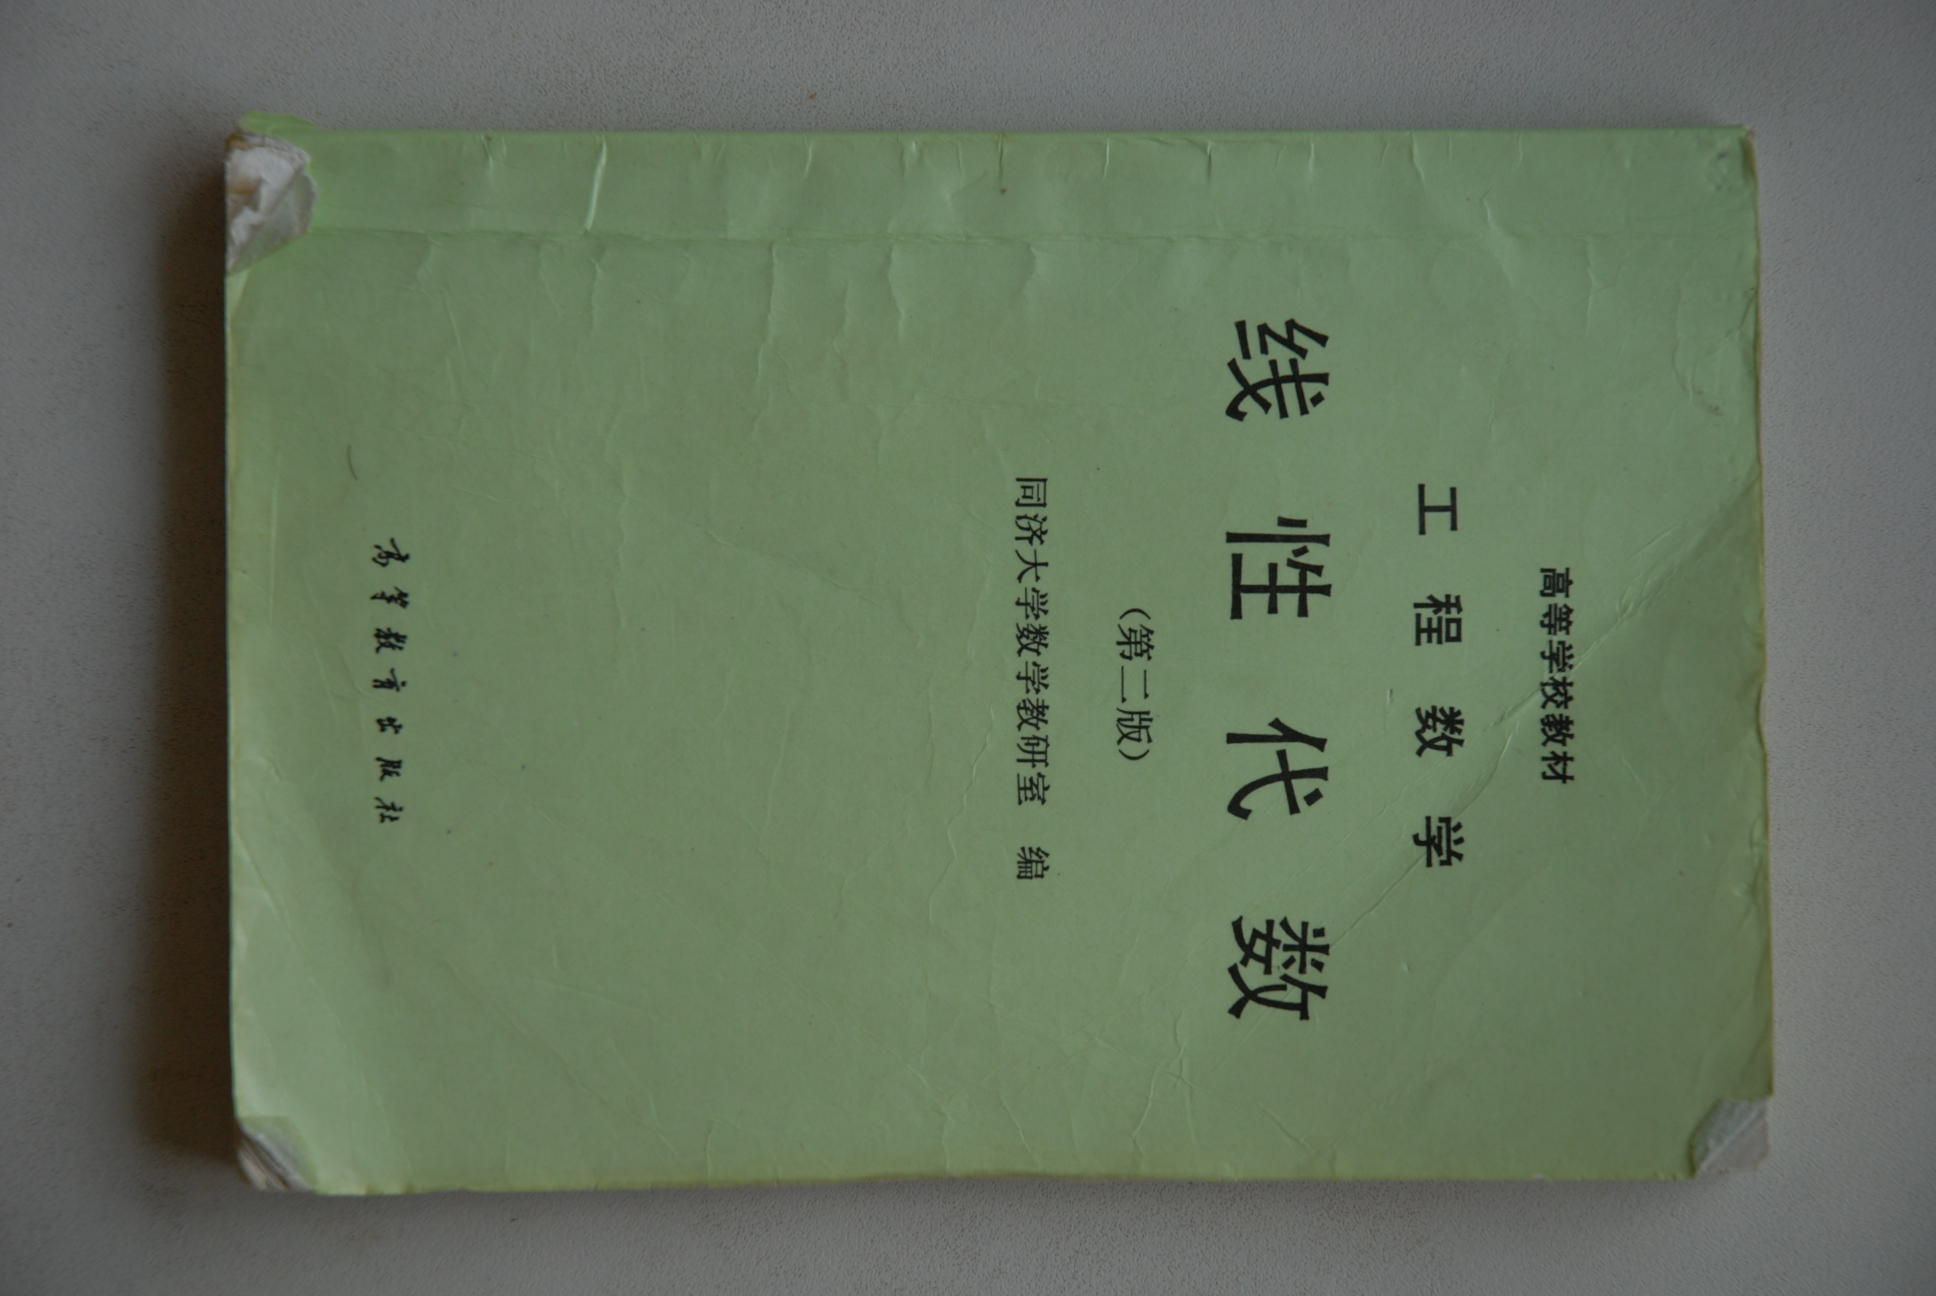 高等学校教材
工程数学
线性代数
（第二版）
同济大学数学教研室 编
高等教育出版社